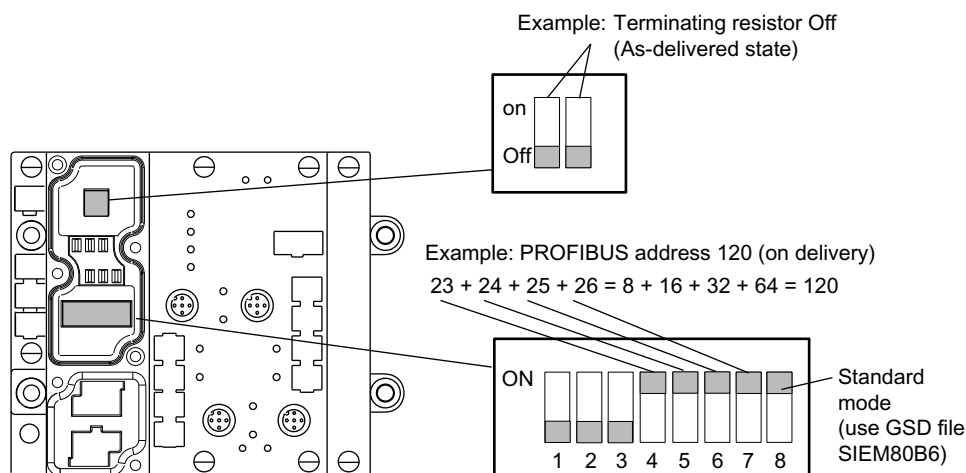 Example: Terminating resistor Off
(As-delivered state)
on
Off
Example: PROFIBUS address 120 (on delivery)
23 + 24 + 25 + 26 = 8 + 16 + 32 + 64 = 120
ON
1 2 3 4 5 6 7 8
Standard
mode
(use GSD file
SIEM80B6)